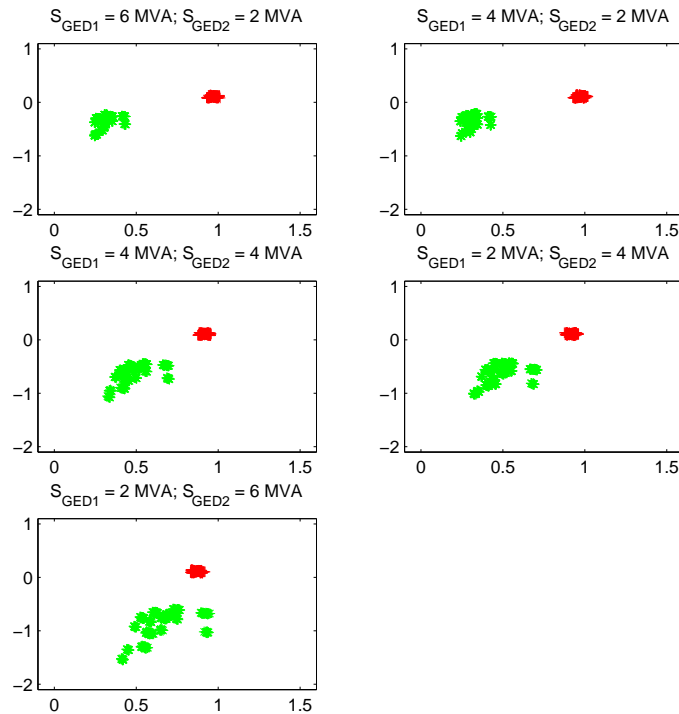 S_GED1 = 6 MVA; S_GED2 = 2 MVA
1
0
−1
−2
0 0.5 1 1.5
S_GED1 = 4 MVA; S_GED2 = 2 MVA
1
0
−1
−2
0 0.5 1 1.5
S_GED1 = 4 MVA; S_GED2 = 4 MVA
1
0
−1
−2
0 0.5 1 1.5
S_GED1 = 2 MVA; S_GED2 = 4 MVA
1
0
−1
−2
0 0.5 1 1.5
S_GED1 = 2 MVA; S_GED2 = 6 MVA
1
0
−1
−2
0 0.5 1 1.5